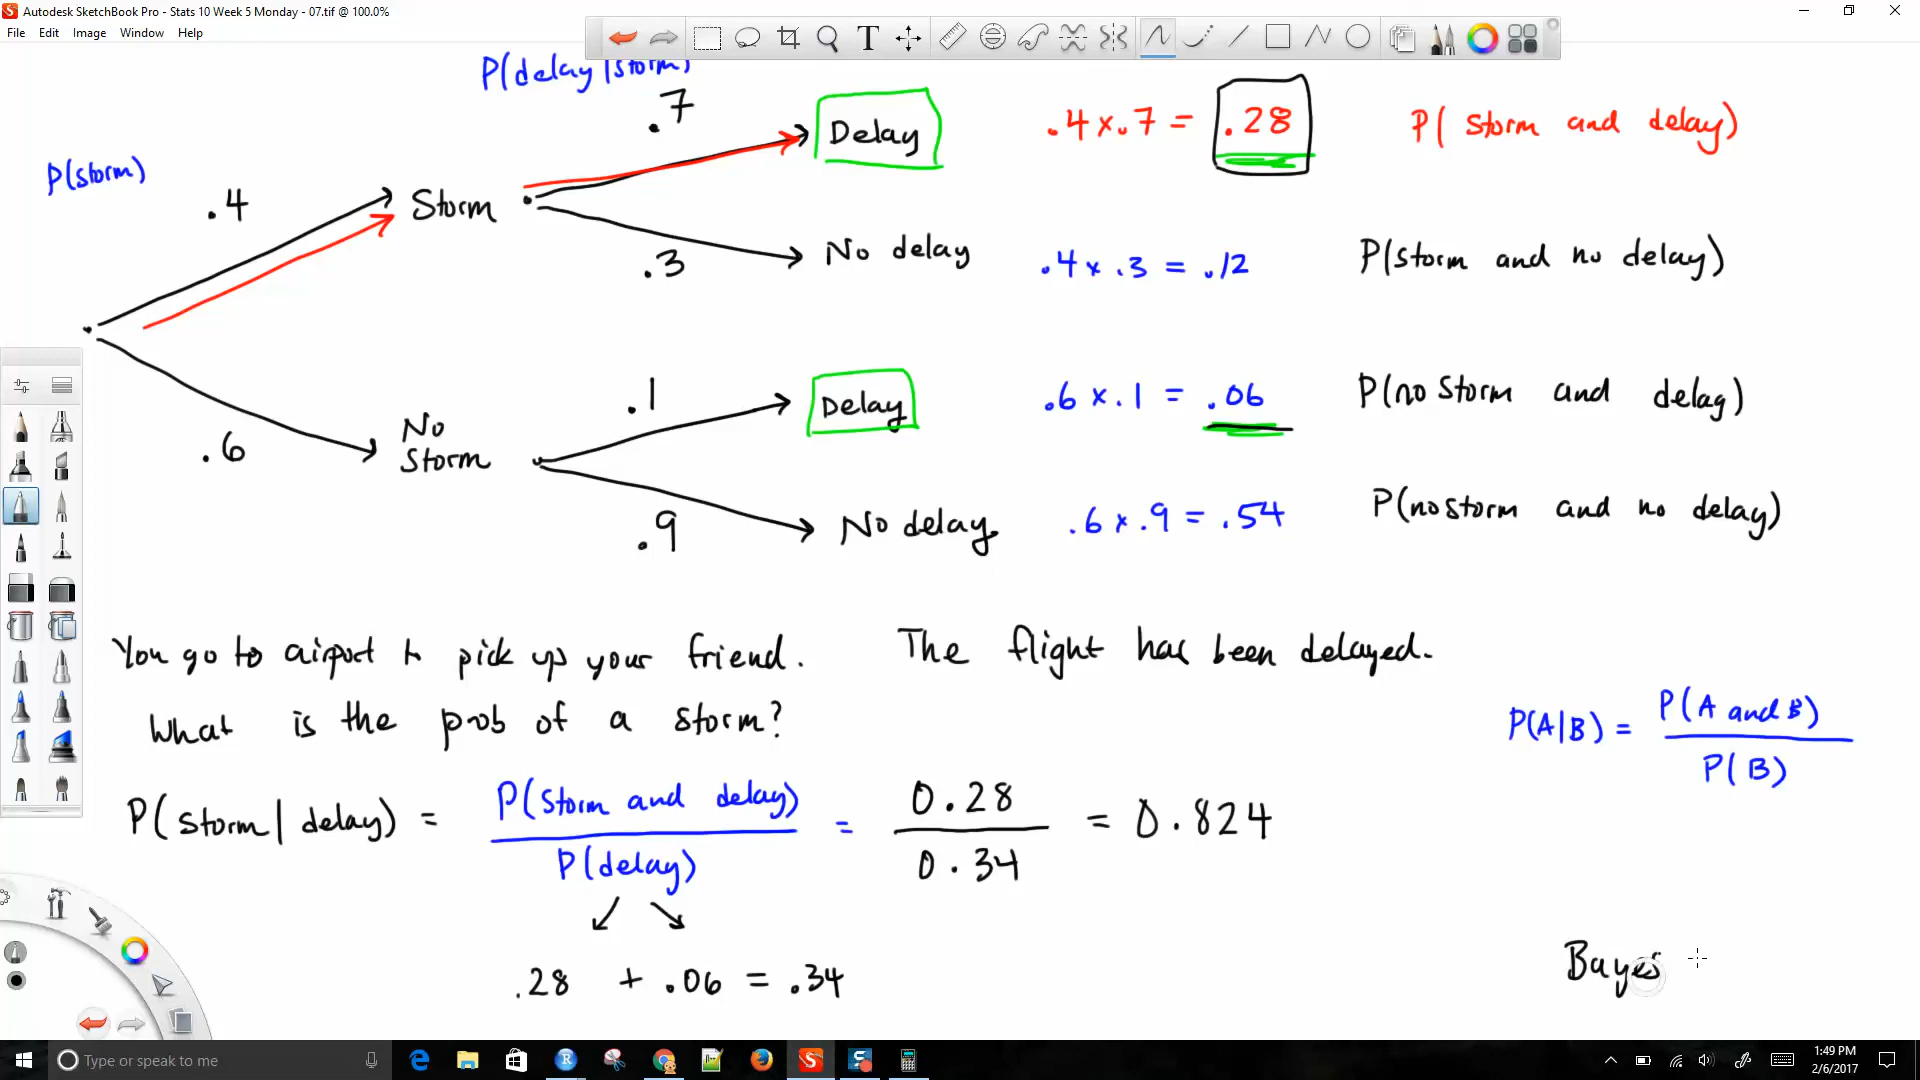 Autodesk SketchBook Pro - Stats 10 Week 5 Monday - 07.tif @ 100.0%
File Edit Image Window Help
P(delay|storm)
.7
Delay
.4 x .7 = .28
P( storm and delay)
P(storm)
.4
Storm
.3
No delay
.4 x .3 = .12
P(storm and no delay)
.6
No
Storm
.1
Delay
.6 x .1 = .06
P(no storm and delay)
.9
No delay
.6 x .9 = .54
P(no storm and no delay)
You go to airport to pick up your friend. The flight has been delayed.
What is the prob of a storm?
P(A|B) = P(A and B)
P(B)
P(storm | delay) = P(storm and delay) = 0.28 = 0.824
P(delay) 0.34
.28 + .06 = .34
Bayes
Type or speak to me
1:49 PM
2/6/2017